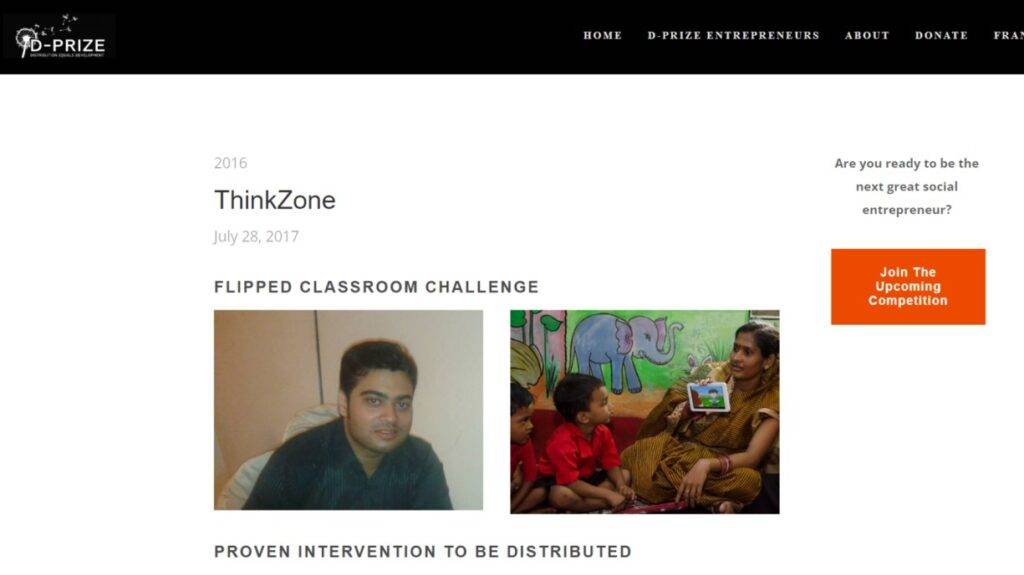 D-PRIZE
DISTRIBUTION EQUALS DEVELOPMENT
HOME D-PRIZE ENTREPRENEURS ABOUT DONATE FRAN
2016
ThinkZone
July 28, 2017
FLIPPED CLASSROOM CHALLENGE
PROVEN INTERVENTION TO BE DISTRIBUTED
Are you ready to be the
next great social
entrepreneur?
Join The
Upcoming
Competition